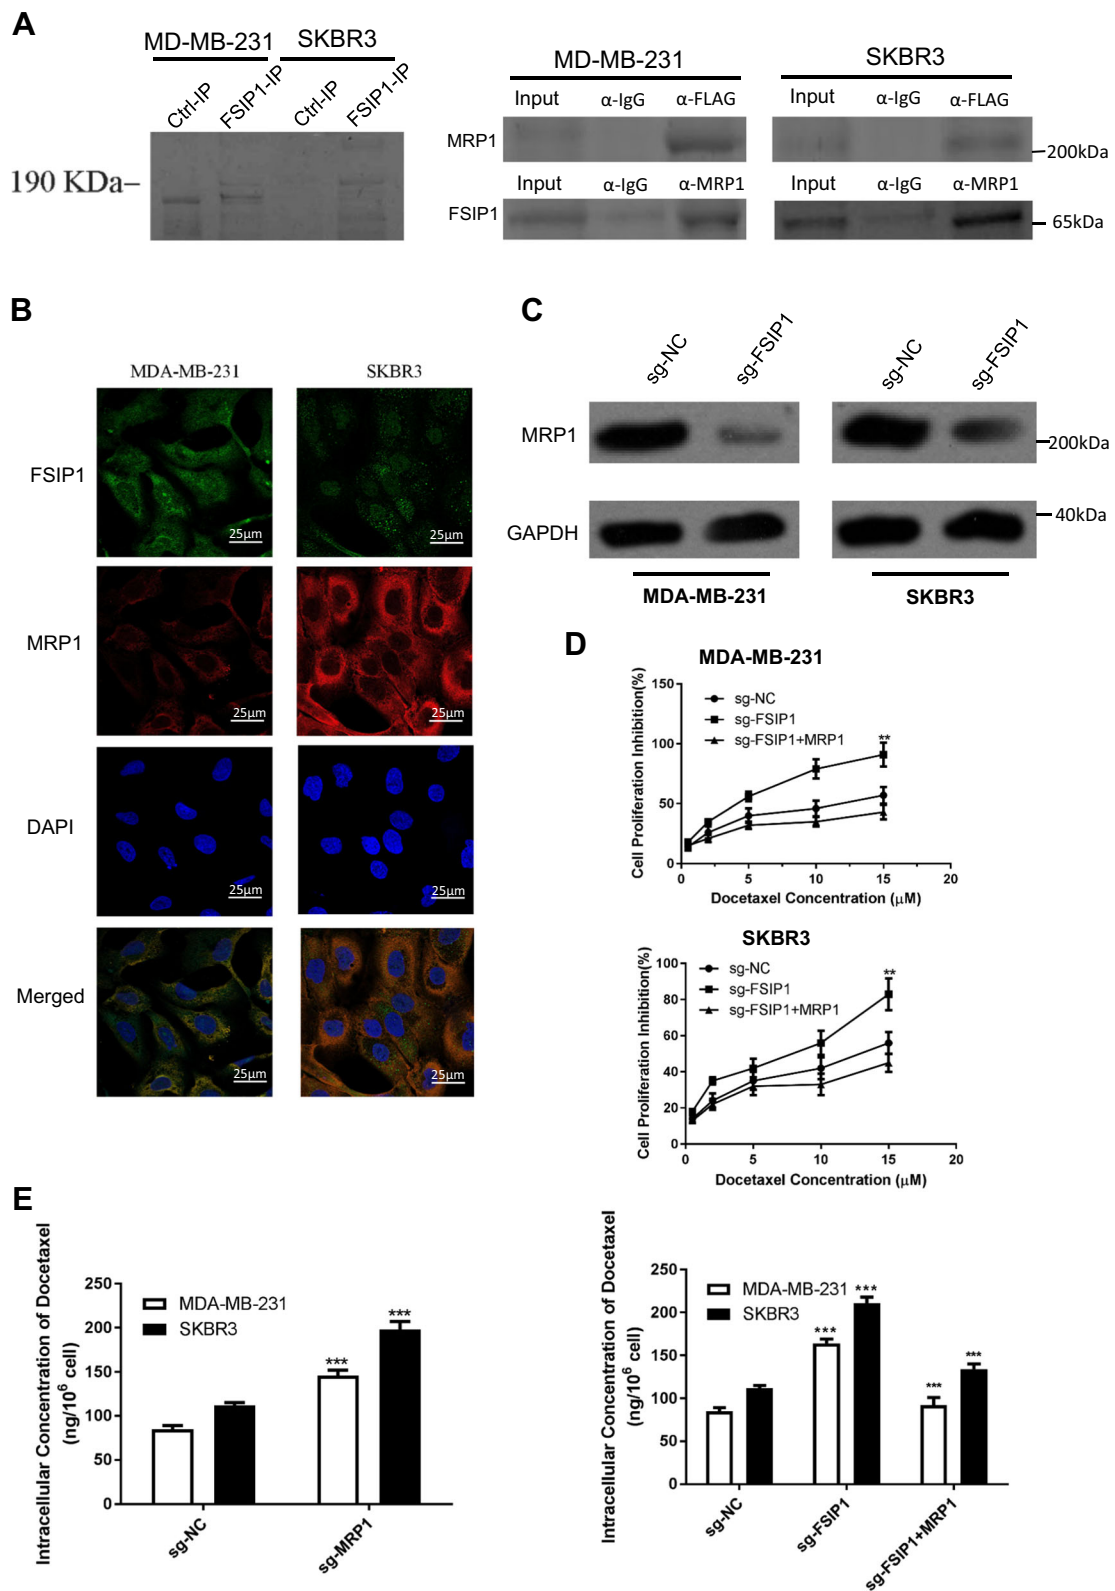 A
MD-MB-231 SKBR3
Ctrl-IP FSIP1-IP Ctrl-IP FSIP1-IP
190 KDa–
MD-MB-231 SKBR3
Input α-IgG α-FLAG Input α-IgG α-FLAG
MRP1 200kDa
Input α-IgG α-MRP1 Input α-IgG α-MRP1
FSIP1 65kDa
B
MDA-MB-231 SKBR3
FSIP1 25μm 25μm
MRP1 25μm 25μm
DAPI 25μm 25μm
Merged 25μm 25μm
C
sg-NC sg-FSIP1 sg-NC sg-FSIP1
MRP1 200kDa
GAPDH 40kDa
MDA-MB-231 SKBR3
D
MDA-MB-231
Cell Proliferation Inhibition(%)
150
100
50
0
sg-NC
sg-FSIP1
sg-FSIP1+MRP1
**
0 5 10 15 20
Docetaxel Concentration (μM)
SKBR3
Cell Proliferation Inhibition(%)
100
80
60
40
20
0
sg-NC
sg-FSIP1
sg-FSIP1+MRP1
**
0 5 10 15 20
Docetaxel Concentration (μM)
E
Intracellular Concentration of Docetaxel
(ng/10⁶ cell)
250
200
150
100
50
0
MDA-MB-231
SKBR3
*** ***
sg-NC sg-MRP1
Intracellular Concentration of Docetaxel
(ng/10⁶ cell)
250
200
150
100
50
0
MDA-MB-231
SKBR3
*** *** *** ***
sg-NC sg-FSIP1 sg-FSIP1+MRP1